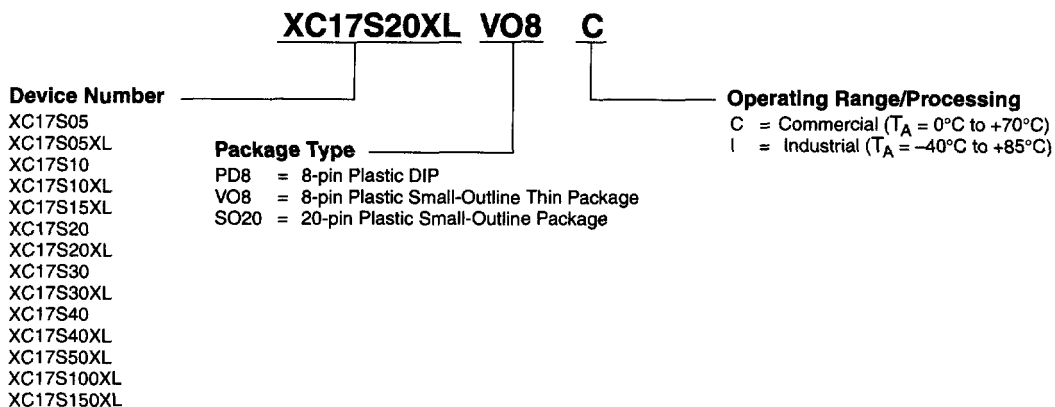 XC17S20XL VO8 C
Device Number
XC17S05
XC17S05XL
XC17S10
XC17S10XL
XC17S15XL
XC17S20
XC17S20XL
XC17S30
XC17S30XL
XC17S40
XC17S40XL
XC17S50XL
XC17S100XL
XC17S150XL
Package Type
PD8 = 8-pin Plastic DIP
VO8 = 8-pin Plastic Small-Outline Thin Package
SO20 = 20-pin Plastic Small-Outline Package
Operating Range/Processing
C = Commercial (TA = 0°C to +70°C)
I = Industrial (TA = –40°C to +85°C)